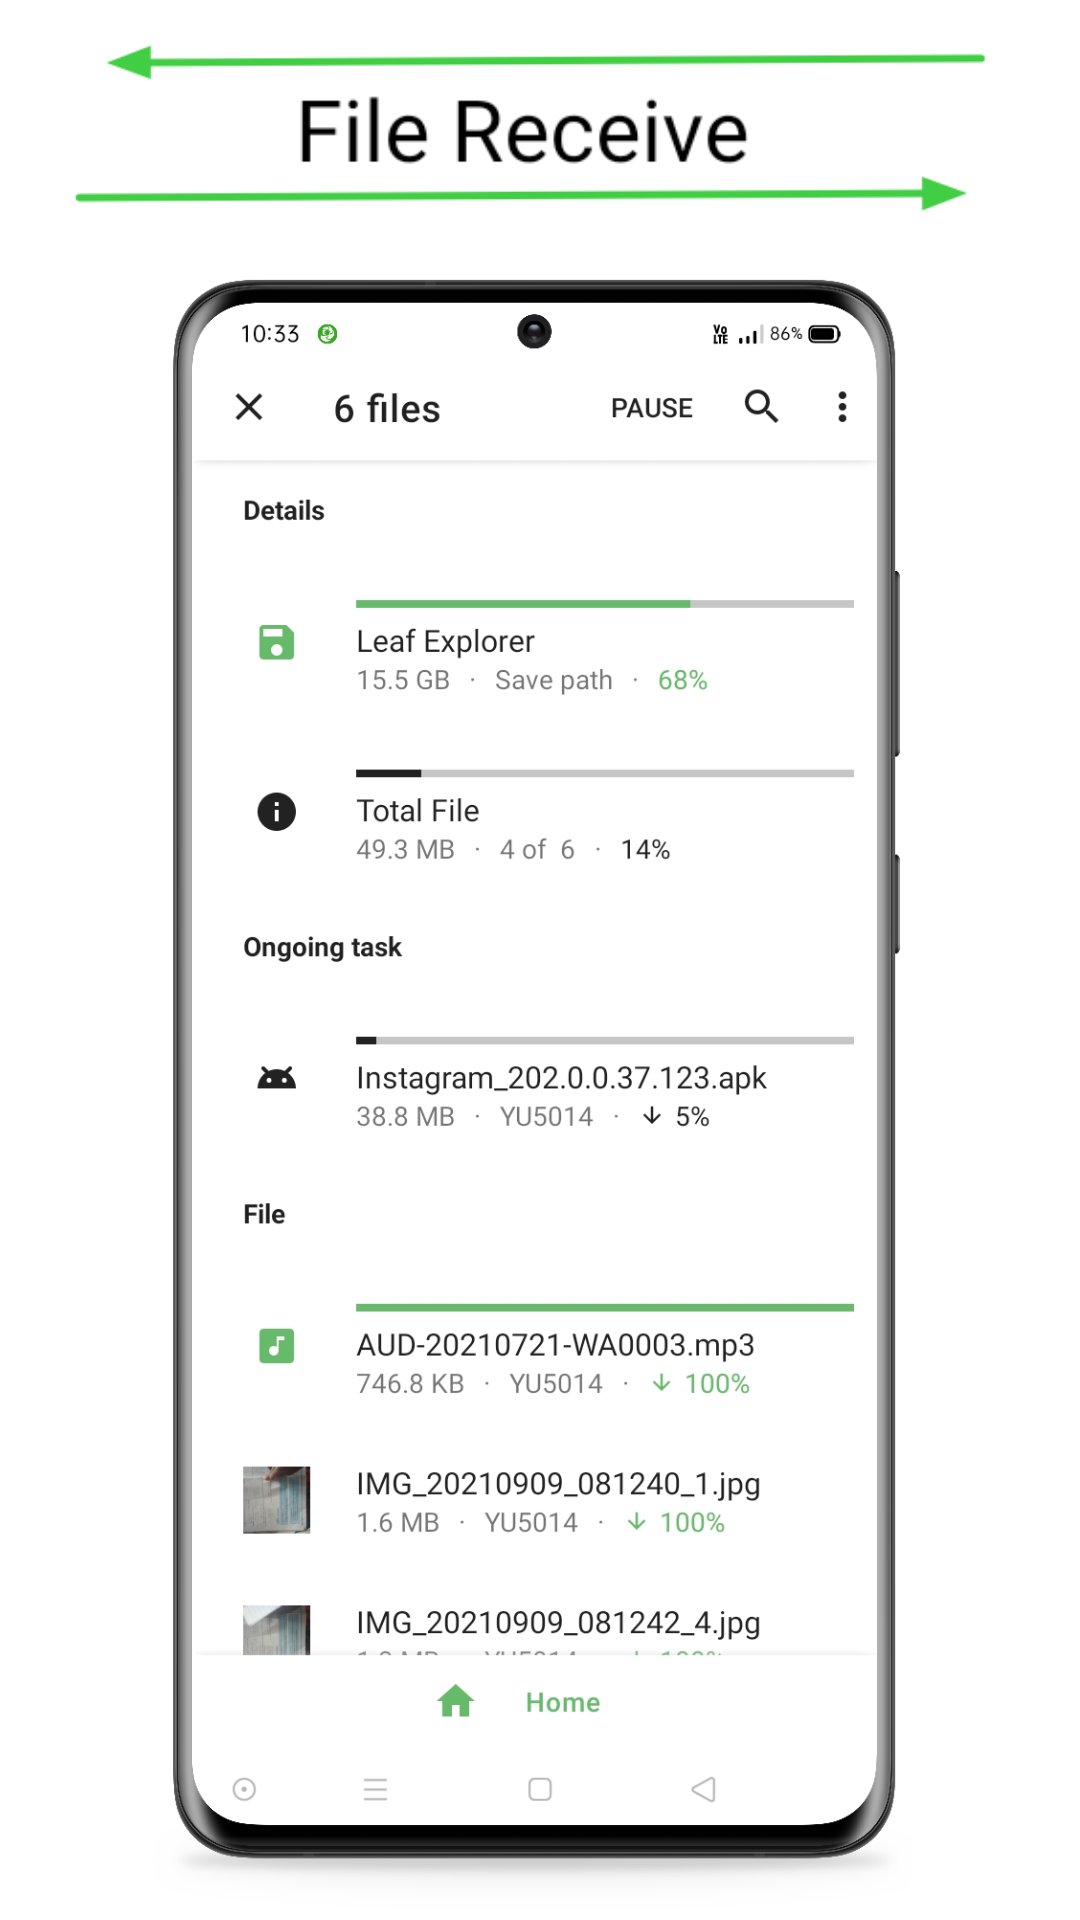 File Receive
10:33
Vo LTE 86%
6 files PAUSE
Details
Leaf Explorer
15.5 GB · Save path · 68%
Total File
49.3 MB · 4 of 6 · 14%
Ongoing task
Instagram_202.0.0.37.123.apk
38.8 MB · YU5014 · ↓ 5%
File
AUD-20210721-WA0003.mp3
746.8 KB · YU5014 · ↓ 100%
IMG_20210909_081240_1.jpg
1.6 MB · YU5014 · ↓ 100%
IMG_20210909_081242_4.jpg
Home